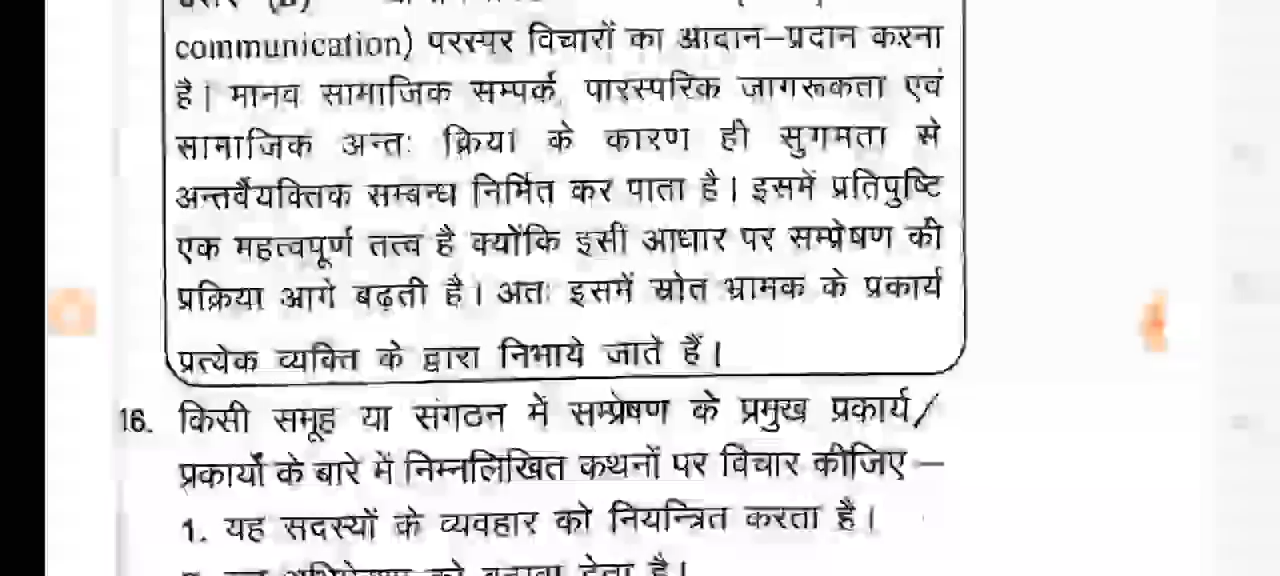 communication) परस्पर विचारों का आदान–प्रदान करना
है। मानव सामाजिक सम्पर्क, पारस्परिक जागरूकता एवं
सामाजिक अन्तः क्रिया के कारण ही सुगमता से
अन्तर्वैयक्तिक सम्बन्ध निर्मित कर पाता है। इसमें प्रतिपुष्टि
एक महत्वपूर्ण तत्व है क्योंकि इसी आधार पर सम्प्रेषण की
प्रक्रिया आगे बढ़ती है। अतः इसमें स्रोत भ्रामक के प्रकार्य
प्रत्येक व्यक्ति के द्वारा निभाये जाते हैं।
16. किसी समूह या संगठन में सम्प्रेषण के प्रमुख प्रकार्य/
प्रकार्यों के बारे में निम्नलिखित कथनों पर विचार कीजिए –
1. यह सदस्यों के व्यवहार को नियन्त्रित करता है।